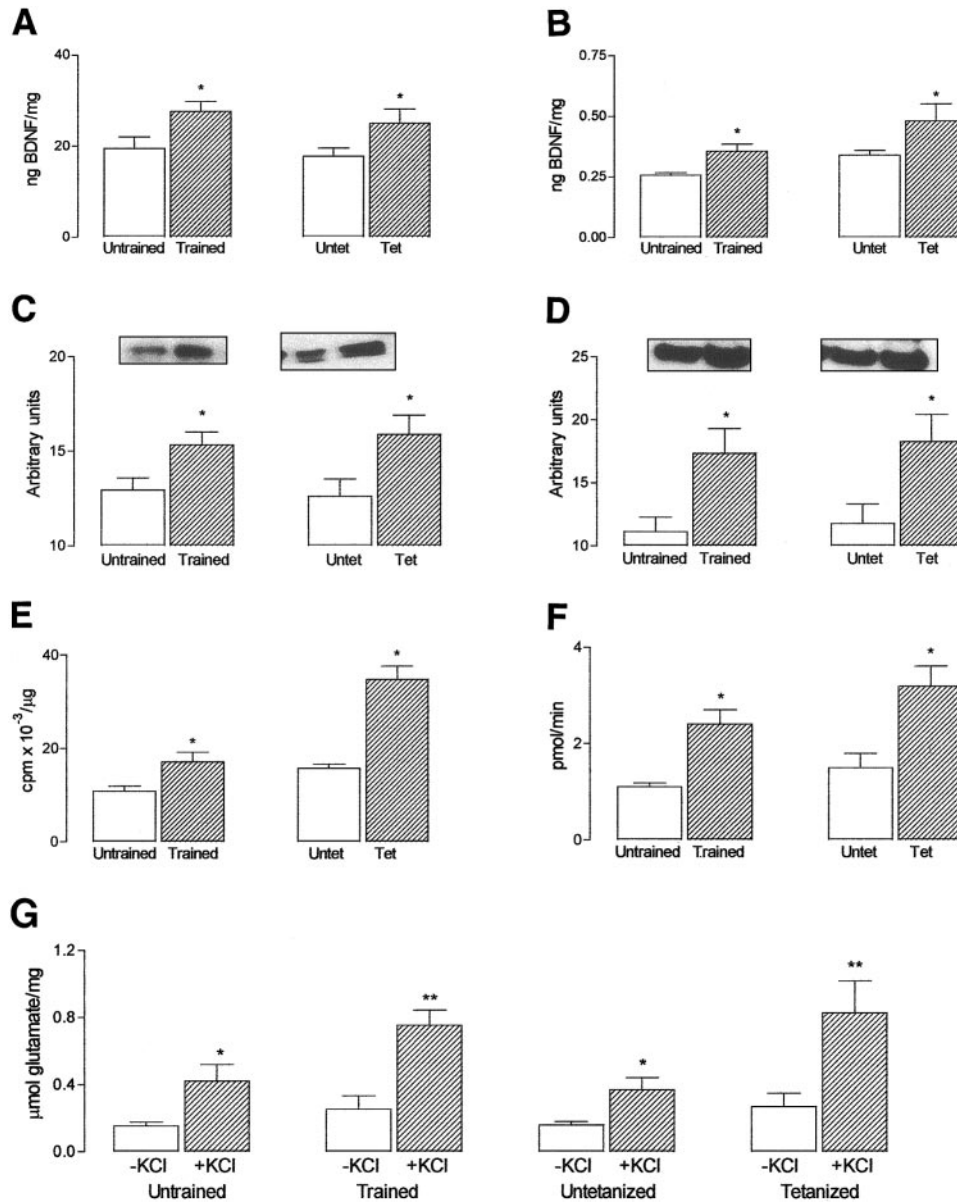 A
B
40
20
0
ng BDNF/mg
*
*
Untrained Trained Untet Tet
0.75
0.50
0.25
0.00
ng BDNF/mg
*
*
Untrained Trained Untet Tet
C
D
20
15
10
Arbitrary units
*
*
Untrained Trained Untet Tet
25
20
15
10
Arbitrary units
*
*
Untrained Trained Untet Tet
E
F
40
20
0
cpm x 10⁻³/µg
*
*
Untrained Trained Untet Tet
4
2
0
pmol/min
*
*
Untrained Trained Untet Tet
G
1.2
0.8
0.4
0.0
µmol glutamate/mg
*
**
*
**
-KCl +KCl -KCl +KCl -KCl +KCl -KCl +KCl
Untrained Trained Untetanized Tetanized